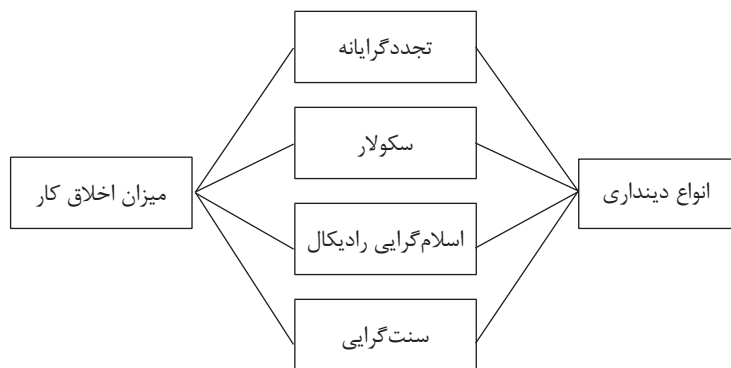 تجددگرایانه
سکولار
انواع دینداری
میزان اخلاق کار
اسلام‌گرایی رادیکال
سنت‌گرایی